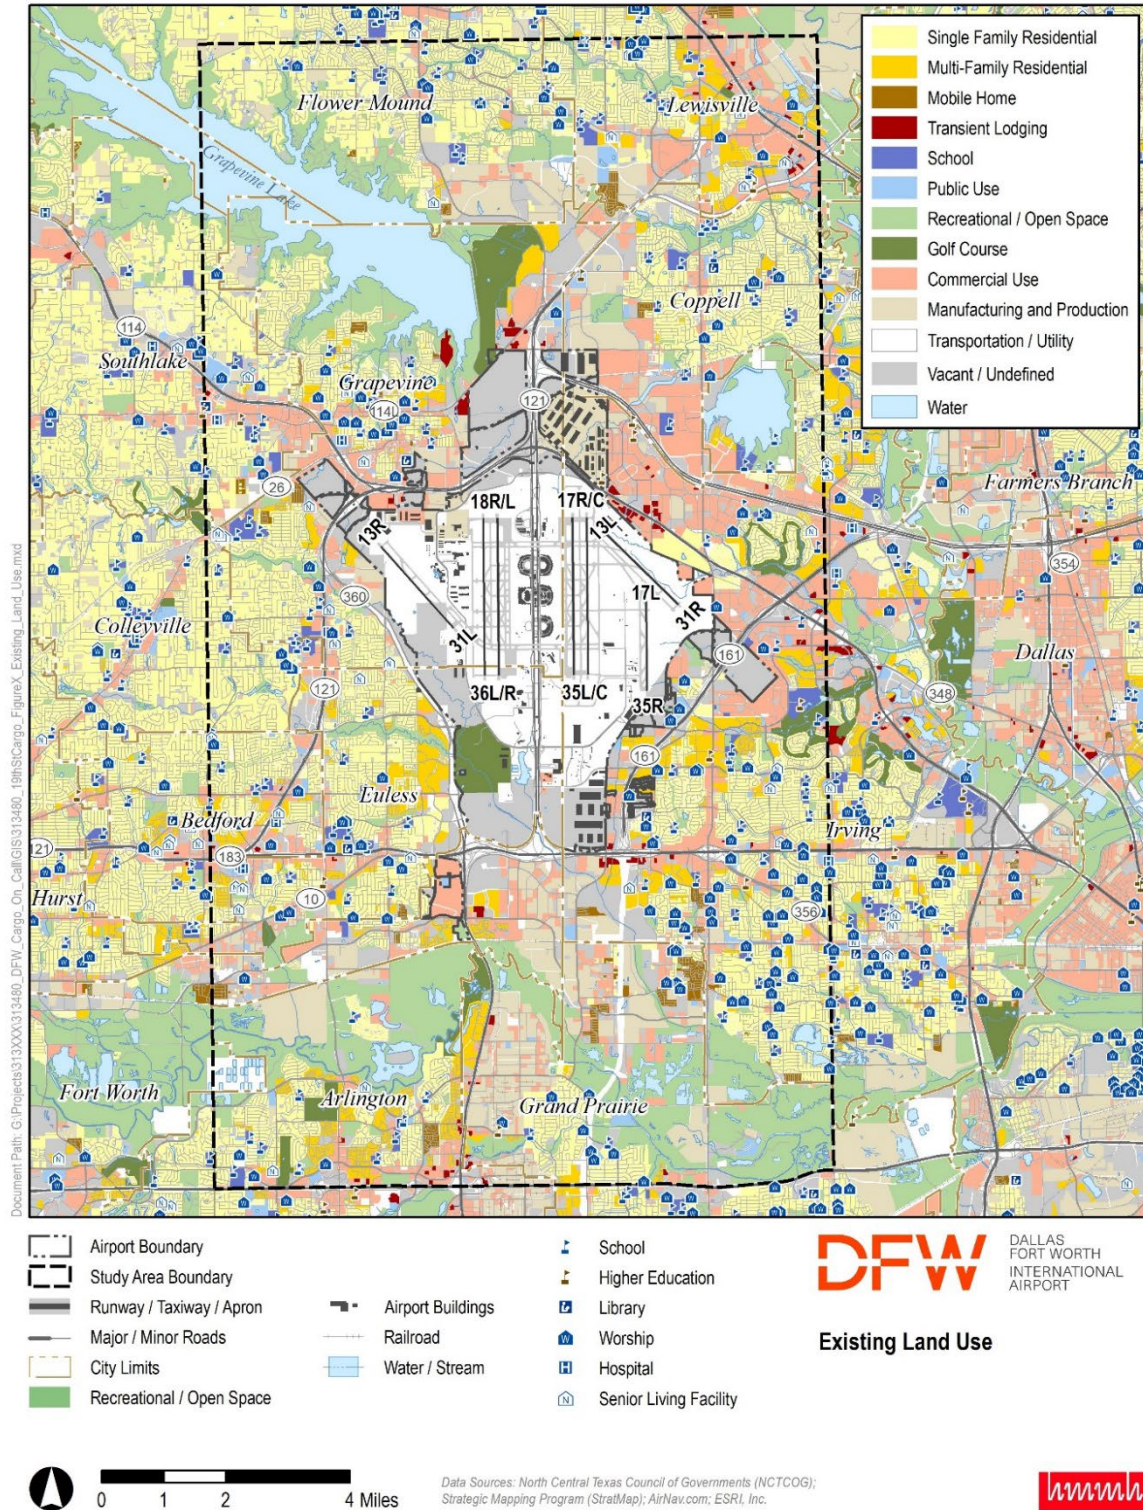 Flower Mound
Lewisville
Grapevine Lake
Coppell
114
Southlake
Grapevine
114L
121
26
18R/L
17R/C
13R
13L
Farmers Branch
354
360
17L
31R
Colleyville
31L
161
Dallas
121
36L/R
35L/C
35R
348
161
Euless
Bedford
Irving
121
183
Hurst
10
356
Fort Worth
Arlington
Grand Prairie
Single Family Residential
Multi-Family Residential
Mobile Home
Transient Lodging
School
Public Use
Recreational / Open Space
Golf Course
Commercial Use
Manufacturing and Production
Transportation / Utility
Vacant / Undefined
Water
Document Path: G:\Projects\313XXX\313480_DFW_Cargo_On_Call\GIS\313480_19thStCargo_FigureX_Existing_Land_Use.mxd
Airport Boundary
Study Area Boundary
Runway / Taxiway / Apron
Major / Minor Roads
City Limits
Recreational / Open Space
Airport Buildings
Railroad
Water / Stream
School
Higher Education
Library
Worship
Hospital
Senior Living Facility
DFW
DALLAS
FORT WORTH
INTERNATIONAL
AIRPORT
Existing Land Use
0 1 2 4 Miles
Data Sources: North Central Texas Council of Governments (NCTCOG);
Strategic Mapping Program (StratMap); AirNav.com; ESRI, Inc.
hmmh